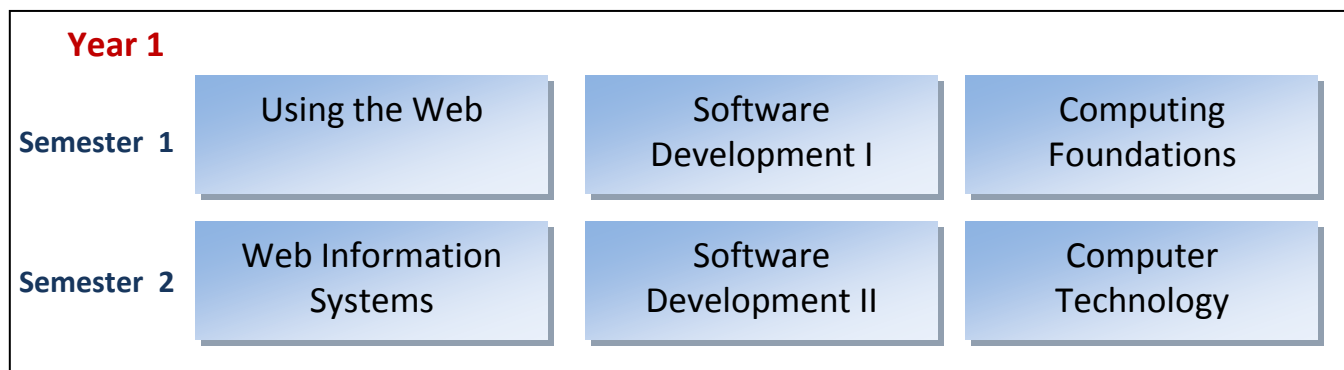 Year 1
Semester 1
Using the Web
Software
Development I
Computing
Foundations
Semester 2
Web Information
Systems
Software
Development II
Computer
Technology